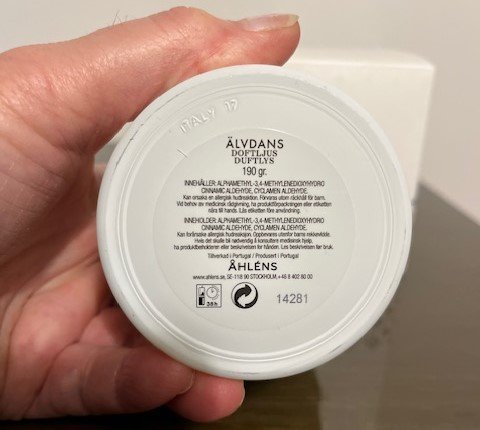 ITALY 17
ÄLVDANS
DOFTLJUS
DUFTLYS
190 gr.
INNEHÅLLER: ALPHAMETHYL-3,4-METHYLENEDIOXYHYDRO
CINNAMIC ALDEHYDE, CYCLAMEN ALDEHYDE.
Kan orsaka en allergisk hudreaktion. Förvaras utom räckhåll för barn.
Vid behov av medicinsk rådgivning, ha produktförpackningen eller etiketten
nära till hands. Läs etiketten före användning.
INNEHOLDER: ALPHAMETHYL-3,4-METHYLENEDIOXYHYDRO
CINNAMIC ALDEHYDE, CYCLAMEN ALDEHYDE.
Kan forårsake en allergisk hudreaksjon. Oppbevares utenfor barns rekkevidde.
Hvis det skulle bli nødvendig å konsultere medisinsk hjelp,
ha produktbeholderen eller beskrivelsen for hånden. Les beskrivelsen før bruk.
Tillverkad i Portugal / Produsert i Portugal
ÅHLÉNS
www.ahlens.se, SE-118 90 STOCKHOLM, +46 8 402 80 00
38h
14281